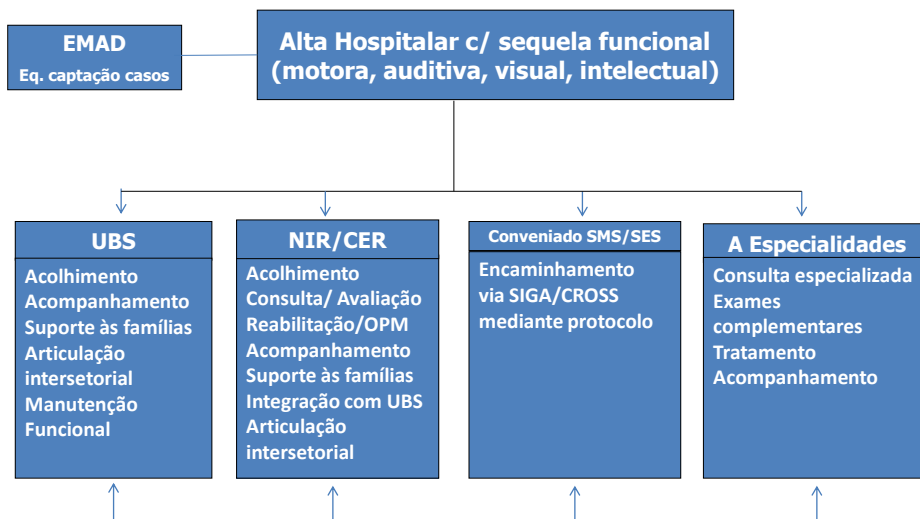 EMAD
Eq. captação casos
Alta Hospitalar c/ sequela funcional
(motora, auditiva, visual, intelectual)
UBS
Acolhimento
Acompanhamento
Suporte às famílias
Articulação
intersetorial
Manutenção
Funcional
NIR/CER
Acolhimento
Consulta/ Avaliação
Reabilitação/OPM
Acompanhamento
Suporte às famílias
Integração com UBS
Articulação
intersetorial
Conveniado SMS/SES
Encaminhamento
via SIGA/CROSS
mediante protocolo
A Especialidades
Consulta especializada
Exames
complementares
Tratamento
Acompanhamento